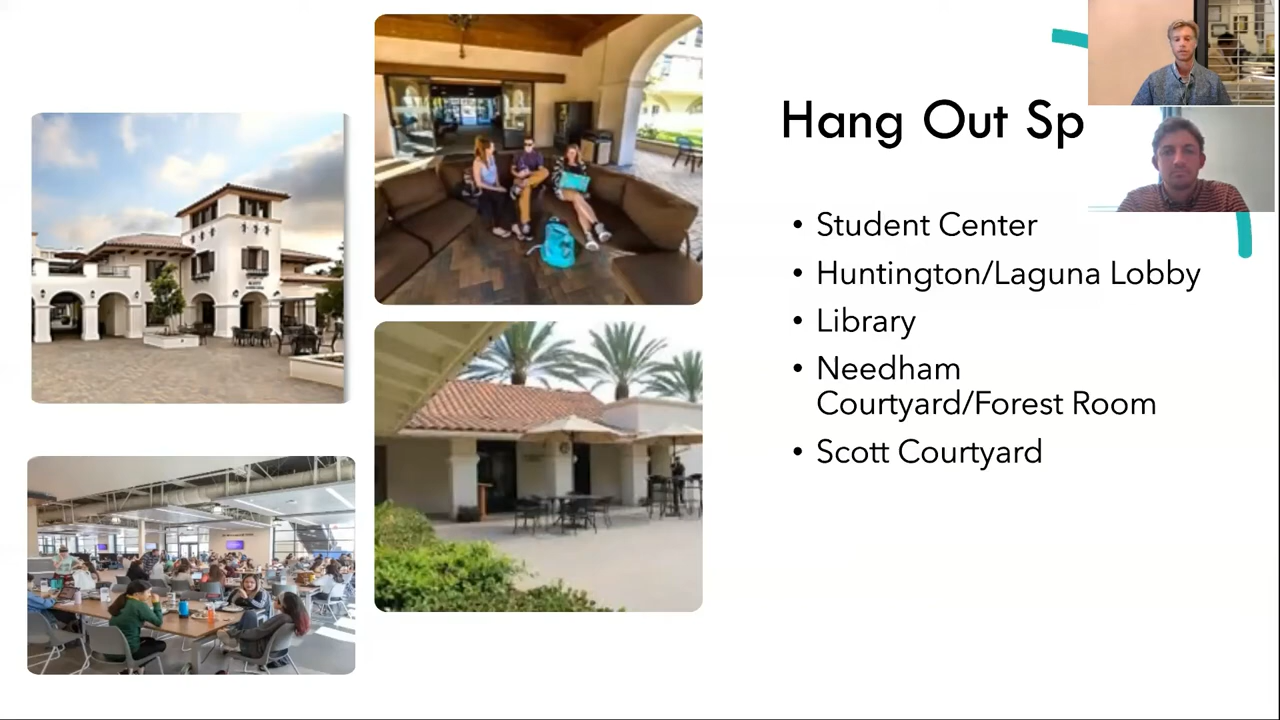 Hang Out Sp
• Student Center
• Huntington/Laguna Lobby
• Library
• Needham
Courtyard/Forest Room
• Scott Courtyard